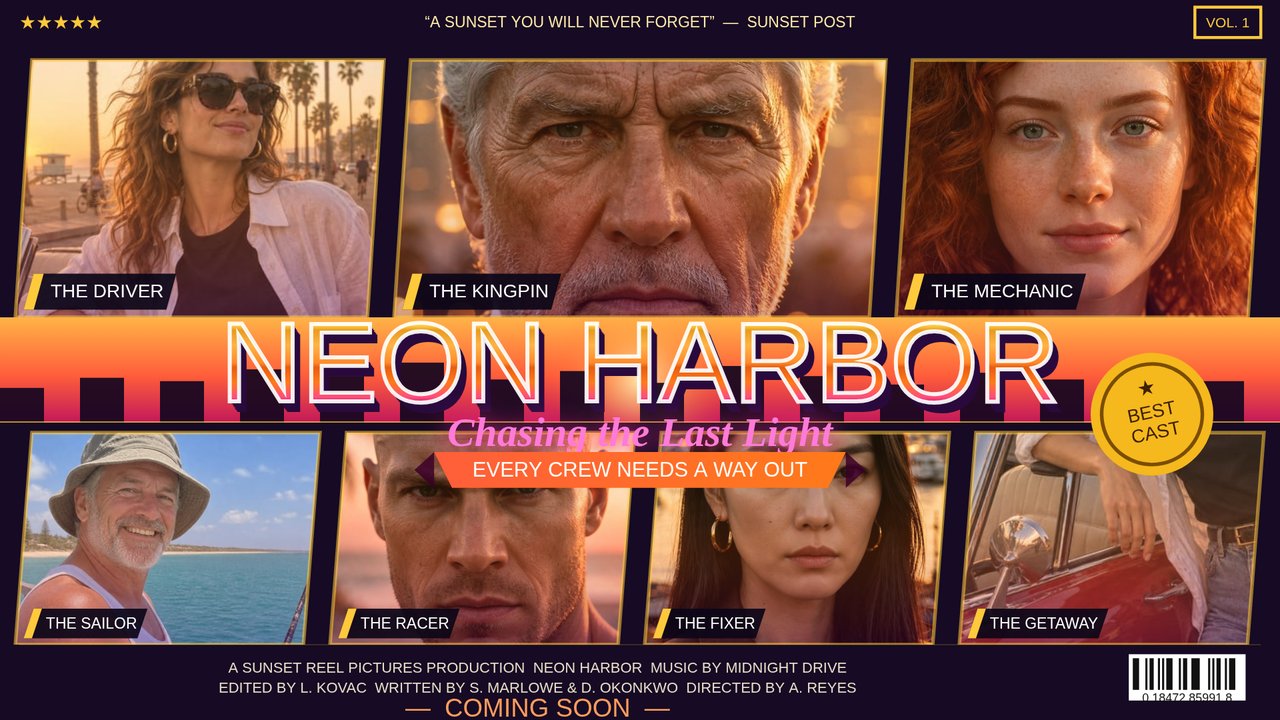 ★★★★★
“A SUNSET YOU WILL NEVER FORGET” — SUNSET POST
VOL. 1
THE DRIVER
THE KINGPIN
THE MECHANIC
NEON HARBOR
Chasing the Last Light
EVERY CREW NEEDS A WAY OUT
★
BEST
CAST
THE SAILOR
THE RACER
THE FIXER
THE GETAWAY
A SUNSET REEL PICTURES PRODUCTION NEON HARBOR MUSIC BY MIDNIGHT DRIVE
EDITED BY L. KOVAC WRITTEN BY S. MARLOWE & D. OKONKWO DIRECTED BY A. REYES
— COMING SOON —
0 18472 85991 8